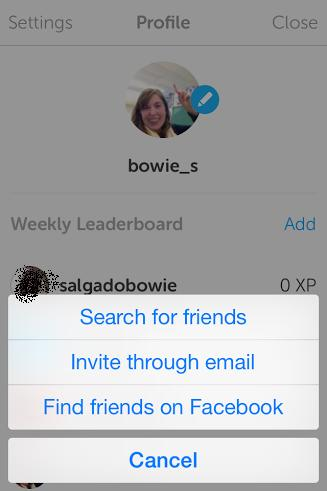 Settings Profile Close
bowie_s
Weekly Leaderboard Add
salgadobowie 0 XP
Search for friends
Invite through email
Find friends on Facebook
Cancel